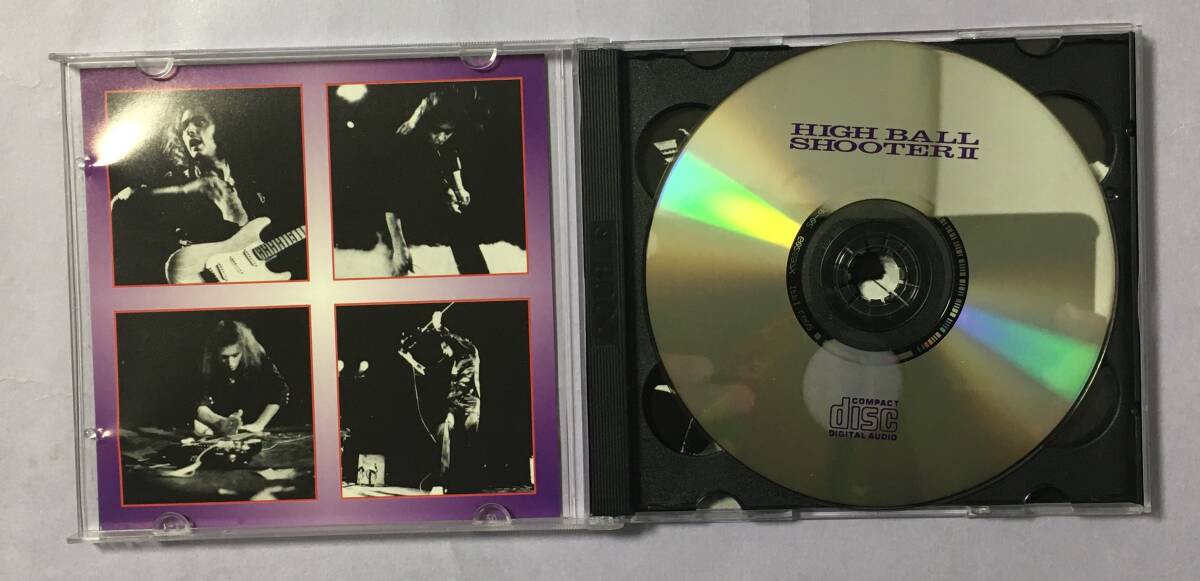 HIGH BALL
SHOOTER II
COMPACT
disc
DIGITAL AUDIO